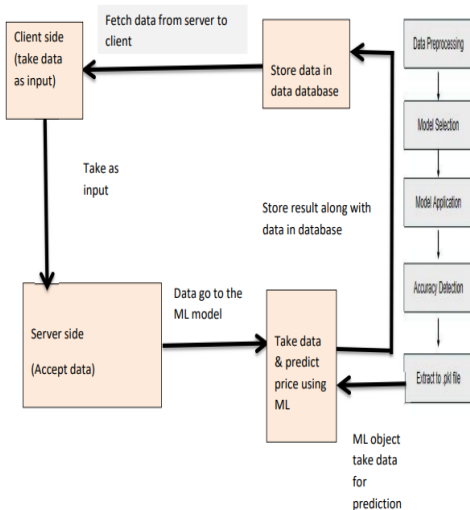 Fetch data from server to
client
Client side
(take data
as input)
Store data in
data database
Data Preprocessing
Model Selection
Model Application
Accuracy Detection
Extract to .pkl file
Take as
input
Store result along with
data in database
Server side
(Accept data)
Data go to the
ML model
Take data
& predict
price using
ML
ML object
take data
for
prediction